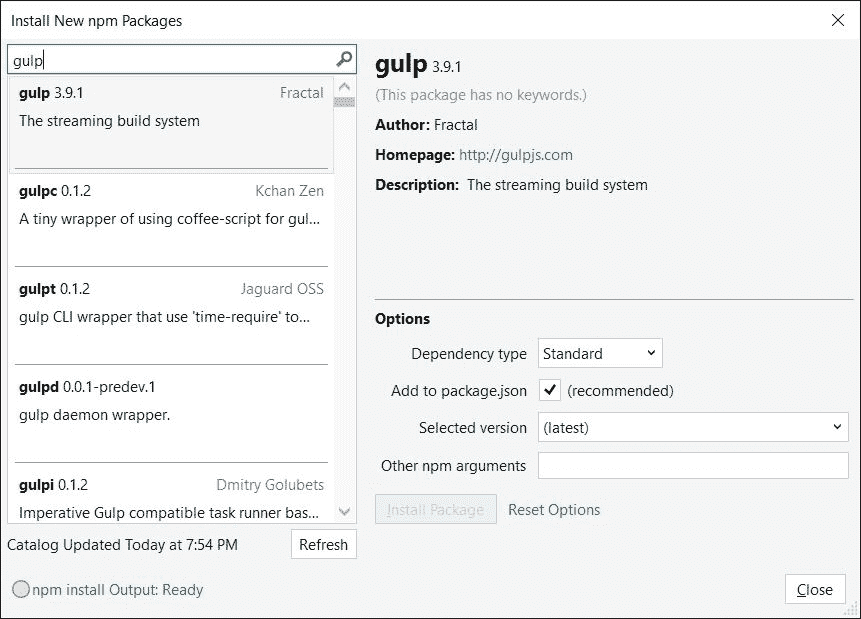 Install New npm Packages
gulp
gulp 3.9.1 Fractal
The streaming build system
gulpc 0.1.2 Kchan Zen
A tiny wrapper of using coffee-script for gul...
gulpt 0.1.2 Jaguard OSS
gulp CLI wrapper that use 'time-require' to...
gulpd 0.0.1-predev.1
gulp daemon wrapper.
gulpi 0.1.2 Dmitry Golubets
Imperative Gulp compatible task runner bas...
Catalog Updated Today at 7:54 PM Refresh
npm install Output: Ready
gulp 3.9.1
(This package has no keywords.)
Author: Fractal
Homepage: http://gulpjs.com
Description: The streaming build system
Options
Dependency type Standard
Add to package.json (recommended)
Selected version (latest)
Other npm arguments
Install Package Reset Options
Close